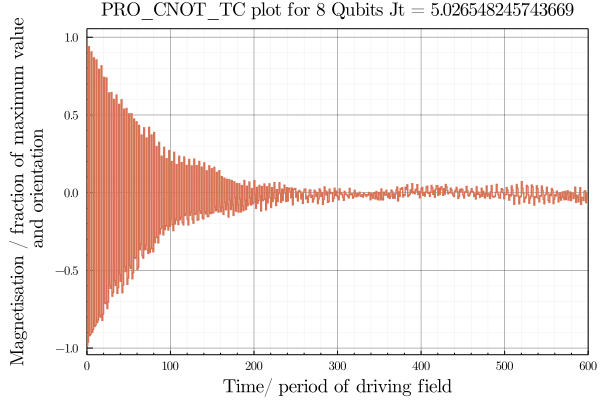 PRO_CNOT_TC plot for 8 Qubits Jt = 5.026548245743669
Magnetisation / fraction of maximum value
and orientation
1.0
0.5
0.0
−0.5
−1.0
0 100 200 300 400 500 600
Time/ period of driving field